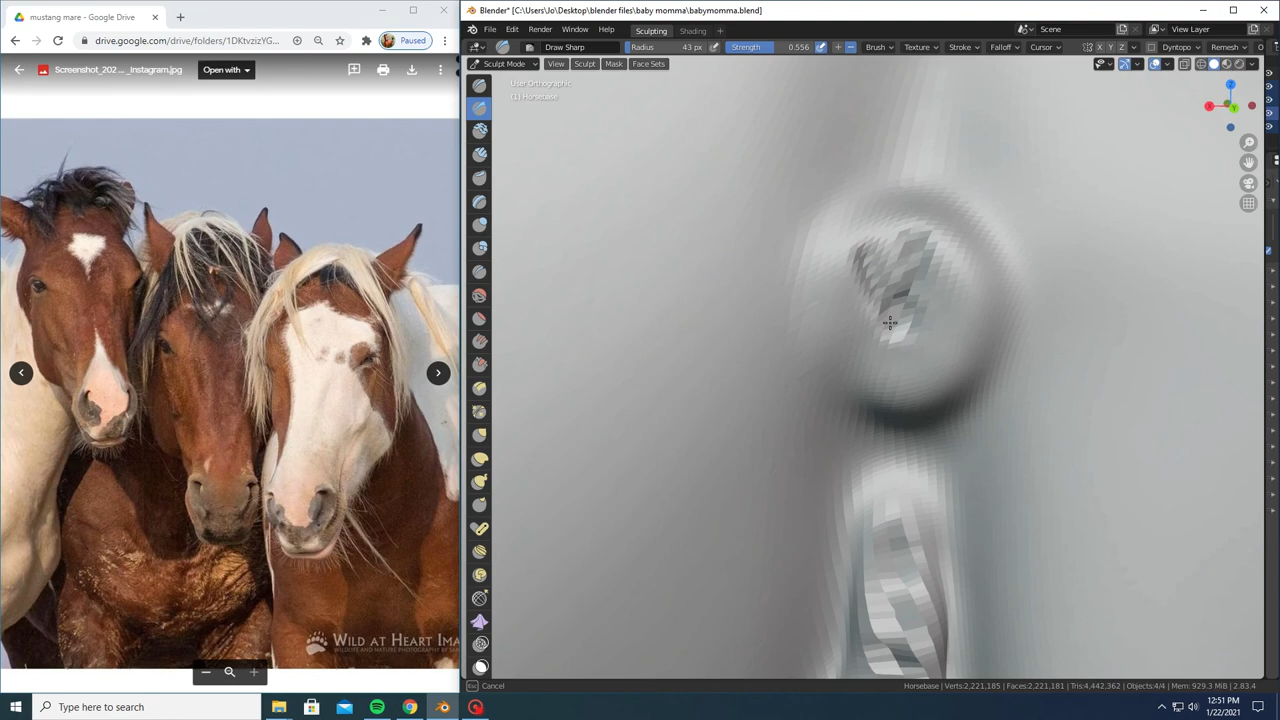 mustang mare - Google Drive
Blender* [C:\Users\Jo\Desktop\blender files\baby momma\babymomma.blend]
drive.google.com/drive/folders/1DKtvzizYG...
Paused
File Edit Render Window Help Sculpting Shading
Scene
View Layer
Draw Sharp
Radius 43 px
Strength 0.556
Brush Texture Stroke Falloff Cursor
X Y Z
Dyntopo Remesh O
Screenshot_202 ... _Instagram.jpg
Open with
Sculpt Mode View Sculpt Mask Face Sets
User Orthographic
(1) Horsebase
Z
X
Y
WILD AT HEART IMA
Esc Cancel
Horsebase | Verts:2,221,185 | Faces:2,221,181 | Tris:4,442,362 | Objects:4/4 | Mem: 929.3 MiB | 2.83.4
Type here to search
12:51 PM
1/22/2021